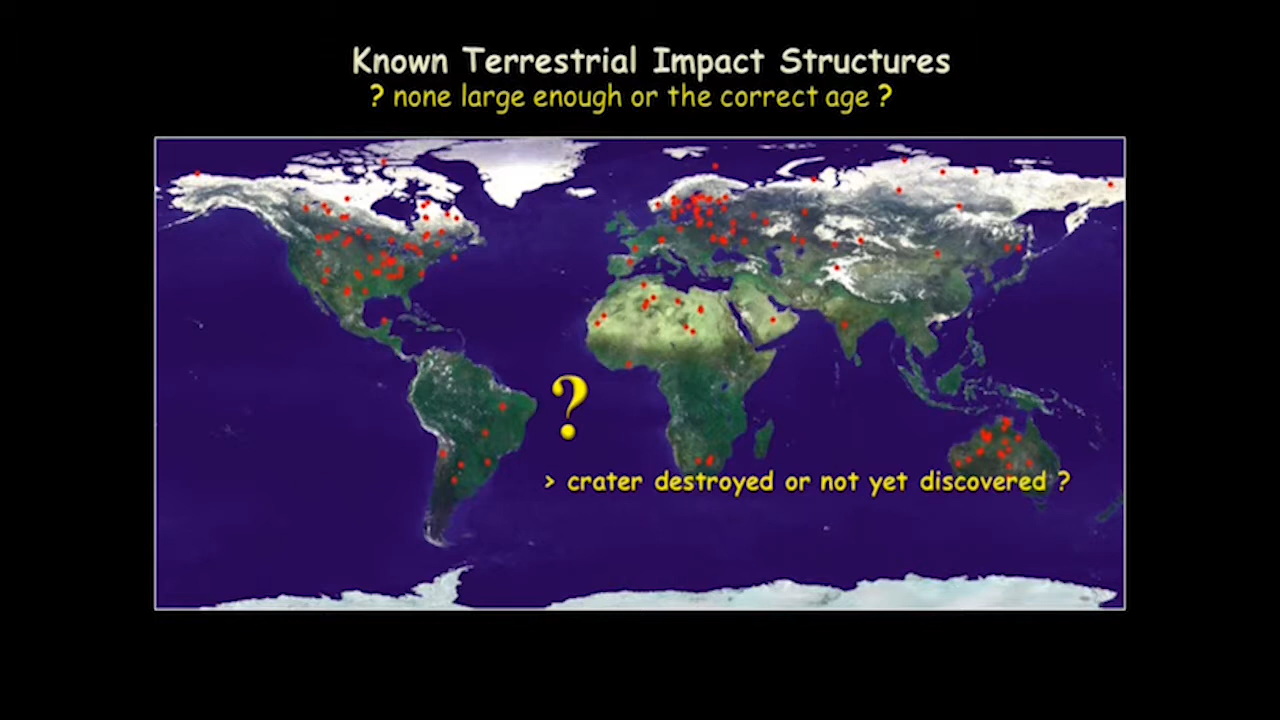 Known Terrestrial Impact Structures
? none large enough or the correct age ?
?
> crater destroyed or not yet discovered ?